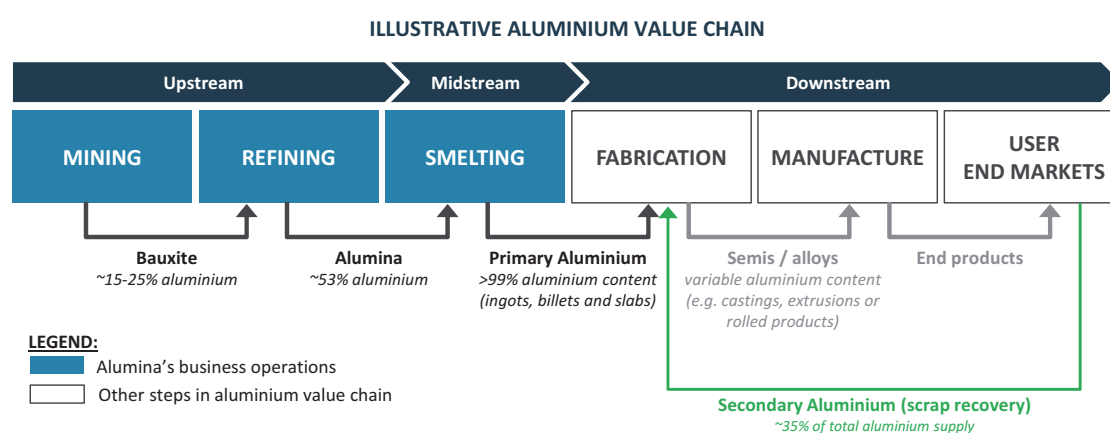 ILLUSTRATIVE ALUMINIUM VALUE CHAIN
Upstream
Midstream
Downstream
MINING
REFINING
SMELTING
FABRICATION
MANUFACTURE
USER
END MARKETS
Bauxite
~15-25% aluminium
Alumina
~53% aluminium
Primary Aluminium
>99% aluminium content
(ingots, billets and slabs)
Semis / alloys
variable aluminium content
(e.g. castings, extrusions or
rolled products)
End products
LEGEND:
Alumina's business operations
Other steps in aluminium value chain
Secondary Aluminium (scrap recovery)
~35% of total aluminium supply